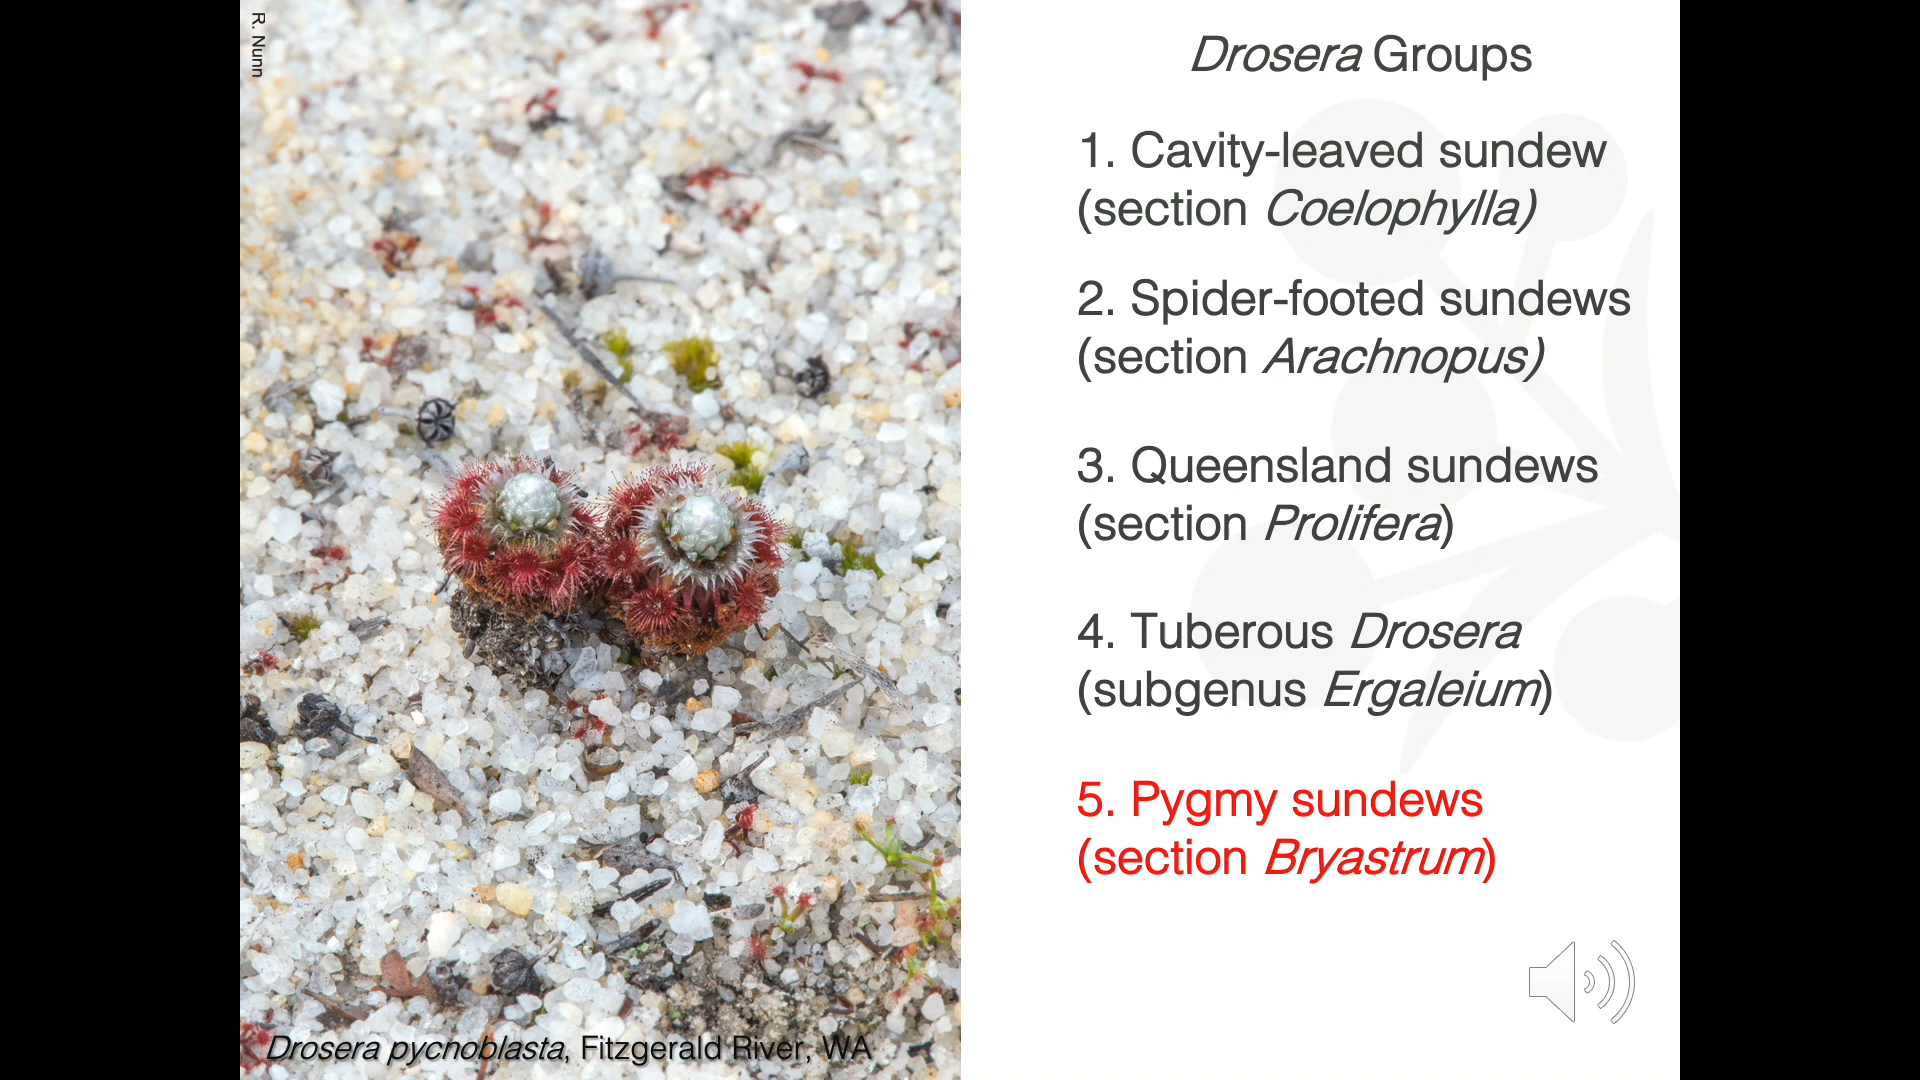 R. Nunn
Drosera pycnoblasta, Fitzgerald River, WA
Drosera Groups
1. Cavity-leaved sundew
(section Coelophylla)
2. Spider-footed sundews
(section Arachnopus)
3. Queensland sundews
(section Prolifera)
4. Tuberous Drosera
(subgenus Ergaleium)
5. Pygmy sundews
(section Bryastrum)